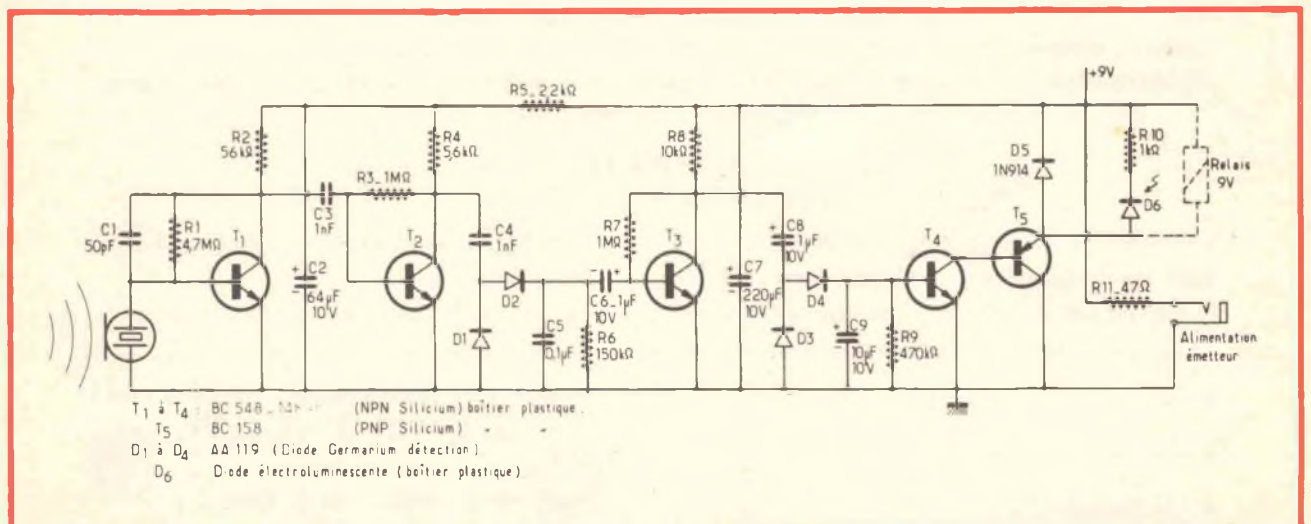 +9V
R5_2,2kΩ
R2
56kΩ
R4
5,6kΩ
R8
10kΩ
D5
1N914
R10
1kΩ
Relais
9V
C1
50pF
R1
4,7MΩ
T1
C3
1nF
R3_1MΩ
T2
C4
1nF
R7
1MΩ
T3
C8
1µF
10V
T4
T5
D6
+
C2
64µF
10V
D2
- +
C6_1µF
10V
C7
220µF
10V
D4
R11_47Ω
D1
C5
0,1µF
R6
150kΩ
D3
C9
10µF
10V
R9
470kΩ
Alimentation
émetteur
T1 à T4 : BC 548 (NPN Silicium) boîtier plastique.
T5 BC 158 (PNP Silicium) - -
D1 à D4 AA 119 (Diode Germanium détection)
D6 Diode électroluminescente (boîtier plastique)